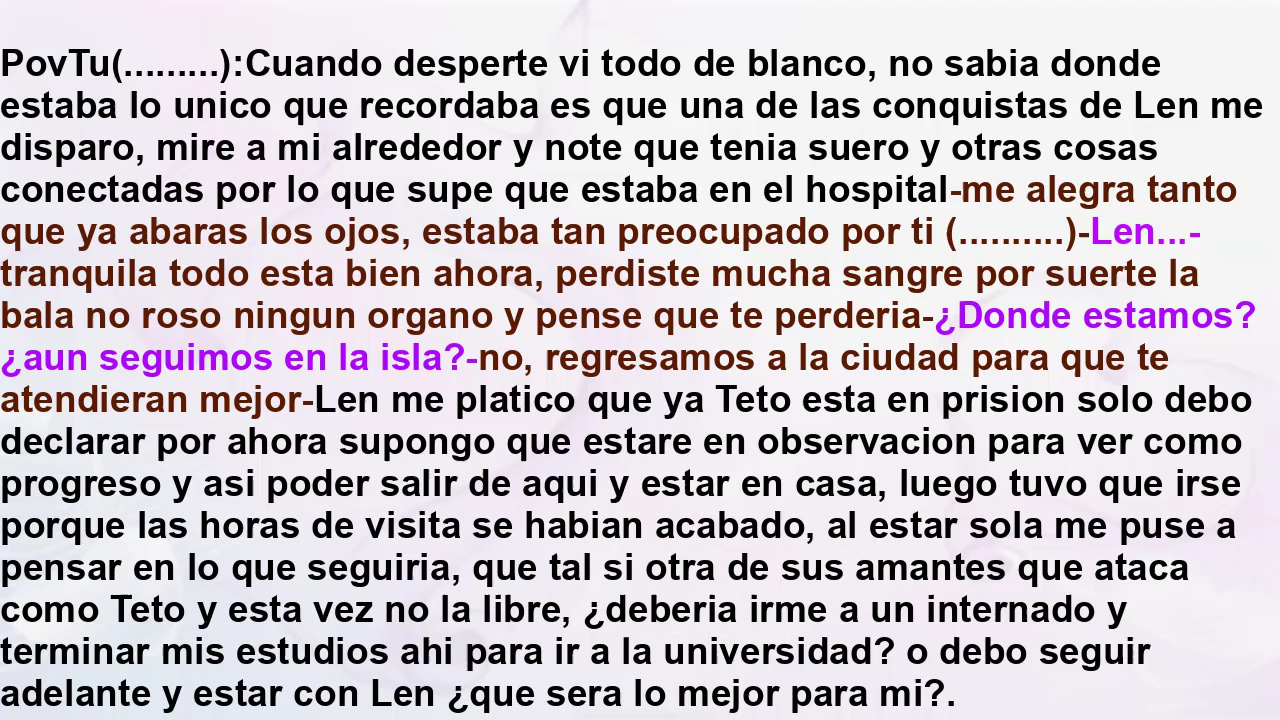 PovTu(.........):Cuando desperte vi todo de blanco, no sabia donde
estaba lo unico que recordaba es que una de las conquistas de Len me
disparo, mire a mi alrededor y note que tenia suero y otras cosas
conectadas por lo que supe que estaba en el hospital-me alegra tanto
que ya abaras los ojos, estaba tan preocupado por ti (..........)-Len...-
tranquila todo esta bien ahora, perdiste mucha sangre por suerte la
bala no roso ningun organo y pense que te perderia-¿Donde estamos?
¿aun seguimos en la isla?-no, regresamos a la ciudad para que te
atendieran mejor-Len me platico que ya Teto esta en prision solo debo
declarar por ahora supongo que estare en observacion para ver como
progreso y asi poder salir de aqui y estar en casa, luego tuvo que irse
porque las horas de visita se habian acabado, al estar sola me puse a
pensar en lo que seguiria, que tal si otra de sus amantes que ataca
como Teto y esta vez no la libre, ¿deberia irme a un internado y
terminar mis estudios ahi para ir a la universidad? o debo seguir
adelante y estar con Len ¿que sera lo mejor para mi?.